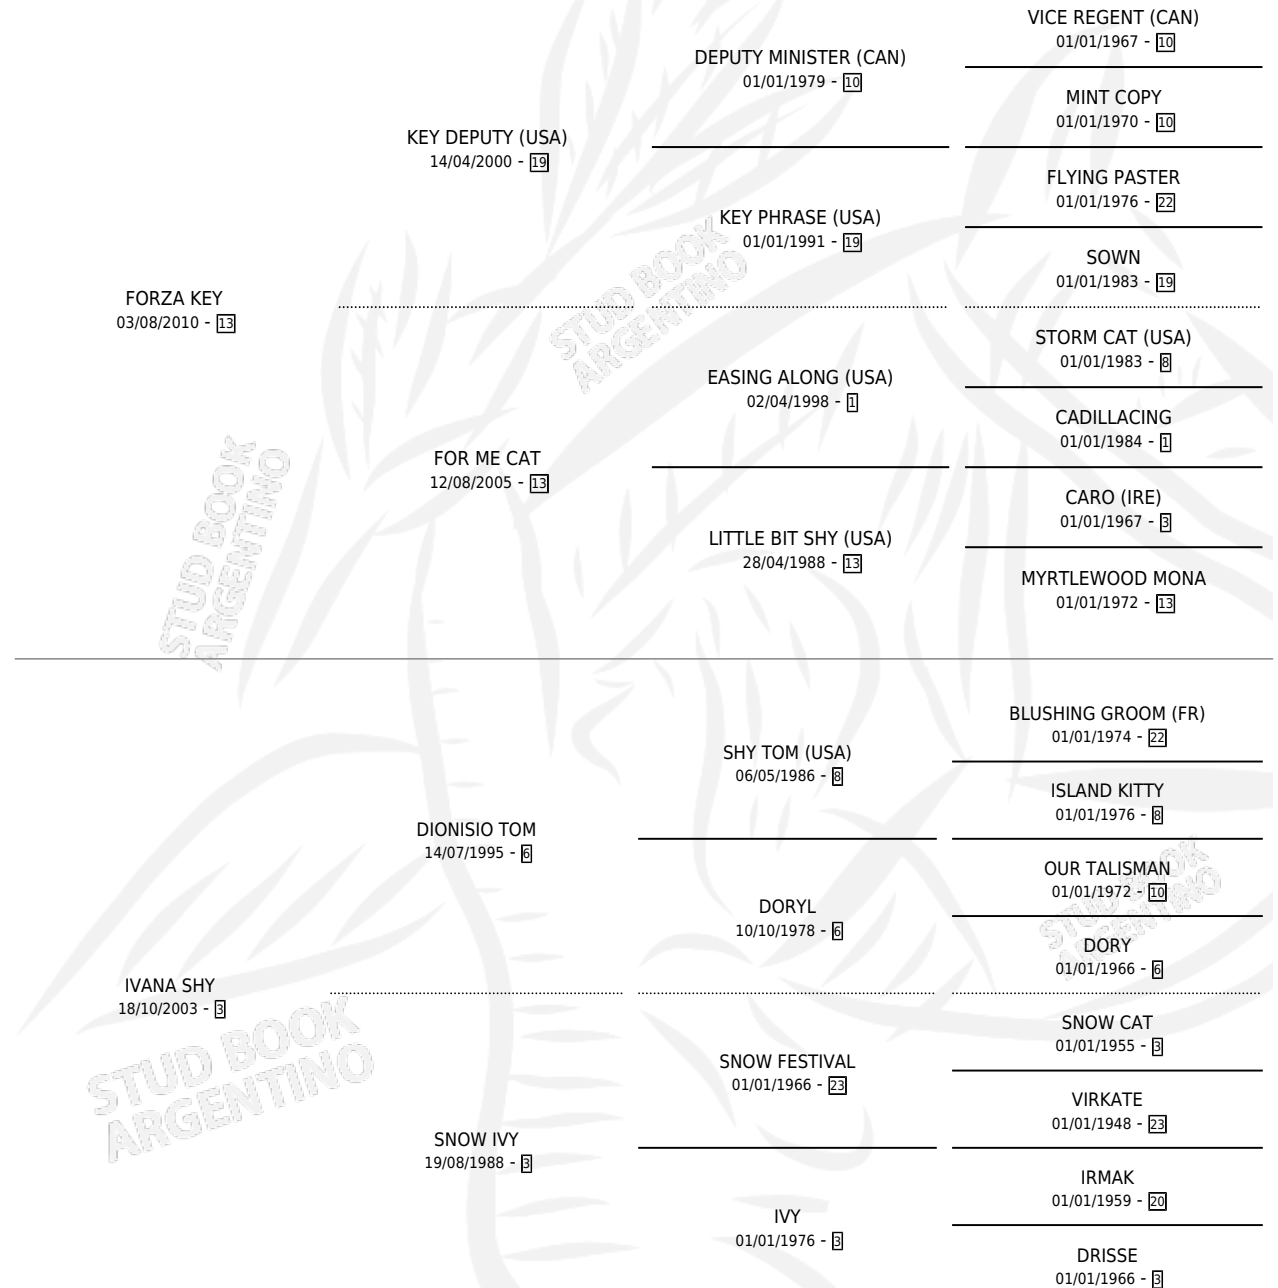 VICE REGENT (CAN)
01/01/1967 - 10
DEPUTY MINISTER (CAN)
01/01/1979 - 10
MINT COPY
01/01/1970 - 10
KEY DEPUTY (USA)
14/04/2000 - 19
FLYING PASTER
01/01/1976 - 22
KEY PHRASE (USA)
01/01/1991 - 19
SOWN
01/01/1983 - 19
FORZA KEY
03/08/2010 - 13
STORM CAT (USA)
01/01/1983 - 8
EASING ALONG (USA)
02/04/1998 - 1
CADILLACING
01/01/1984 - 1
FOR ME CAT
12/08/2005 - 13
CARO (IRE)
01/01/1967 - 3
LITTLE BIT SHY (USA)
28/04/1988 - 13
MYRTLEWOOD MONA
01/01/1972 - 13
BLUSHING GROOM (FR)
01/01/1974 - 22
SHY TOM (USA)
06/05/1986 - 8
ISLAND KITTY
01/01/1976 - 8
DIONISIO TOM
14/07/1995 - 6
OUR TALISMAN
01/01/1972 - 10
DORYL
10/10/1978 - 6
DORY
01/01/1966 - 6
IVANA SHY
18/10/2003 - 3
SNOW CAT
01/01/1955 - 3
SNOW FESTIVAL
01/01/1966 - 23
VIRKATE
01/01/1948 - 23
SNOW IVY
19/08/1988 - 3
IRMAK
01/01/1959 - 20
IVY
01/01/1976 - 3
DRISSE
01/01/1966 - 3
STUD BOOK
ARGENTINO
STUD BOOK
ARGENTINO
STUD BOOK
ARGENTINO
STUD BOOK
ARGENTINO